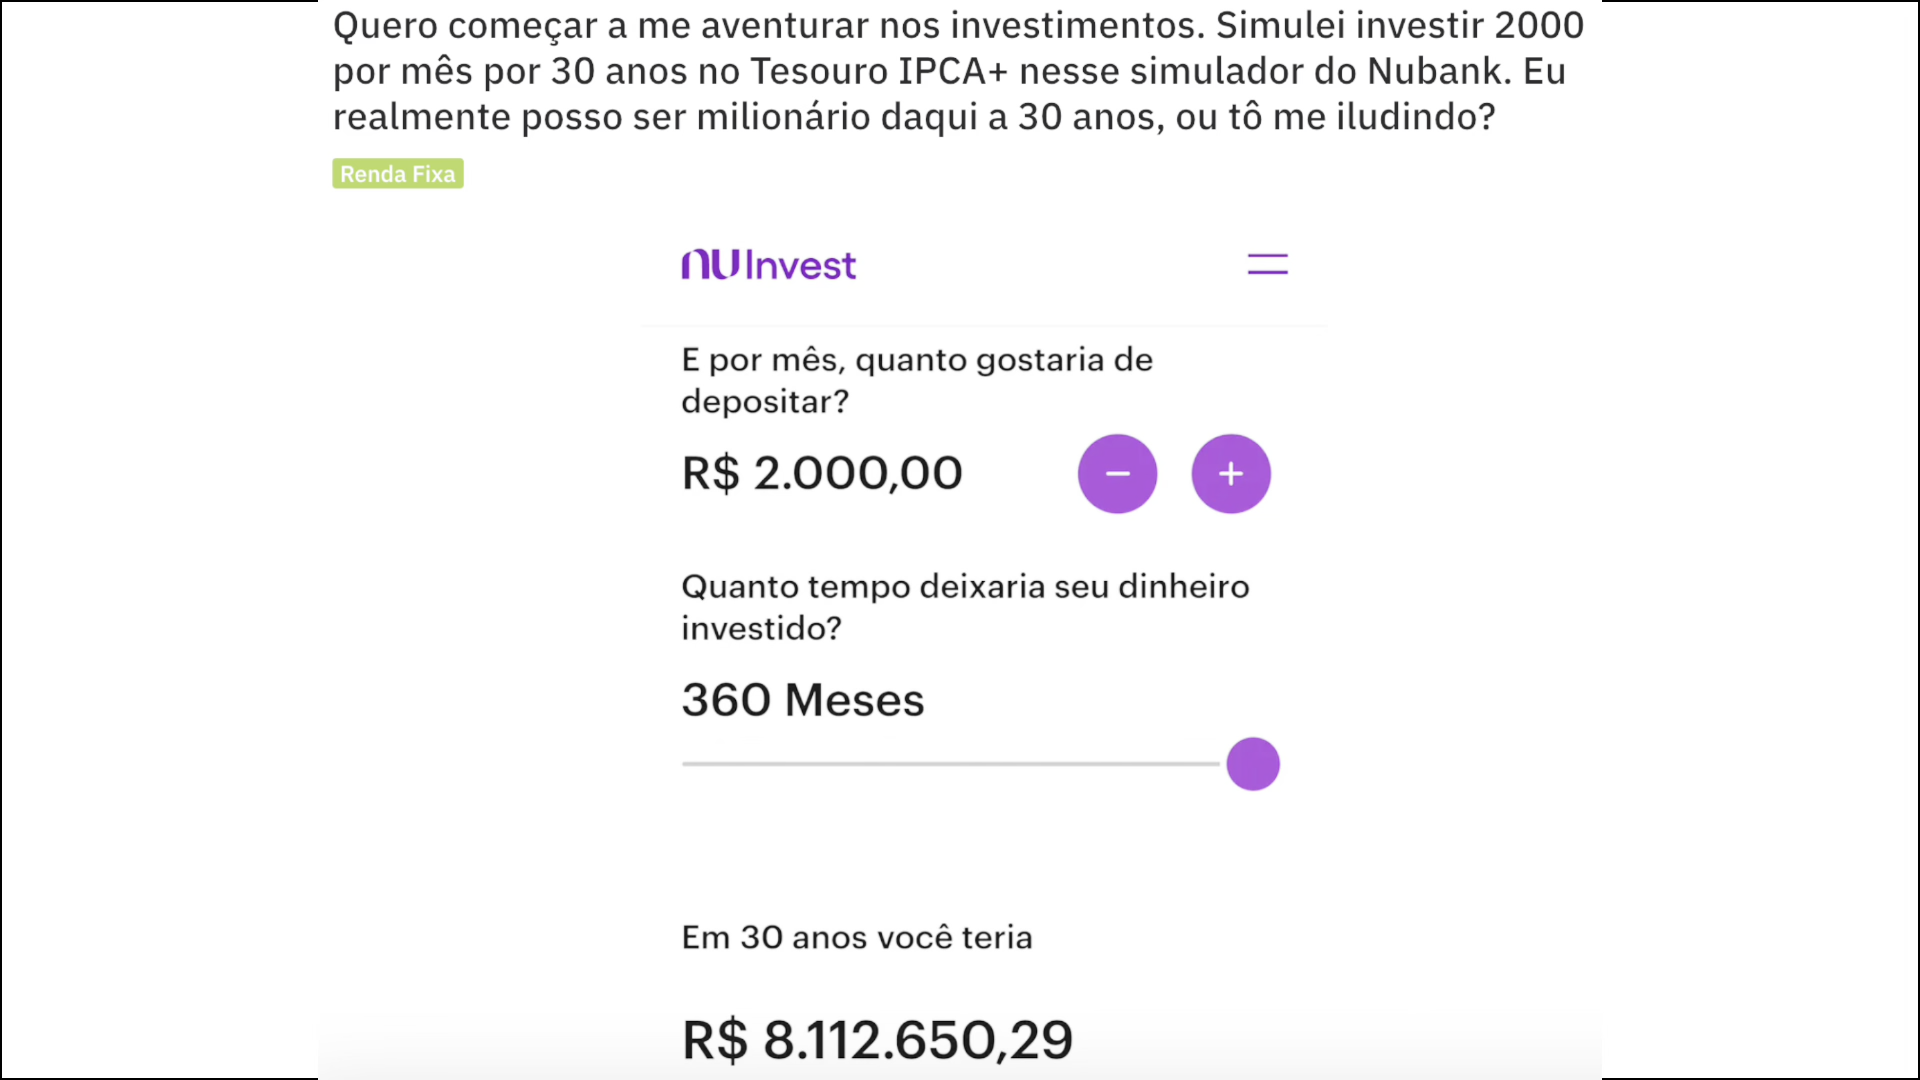 Quero começar a me aventurar nos investimentos. Simulei investir 2000
por mês por 30 anos no Tesouro IPCA+ nesse simulador do Nubank. Eu
realmente posso ser milionário daqui a 30 anos, ou tô me iludindo?
Renda Fixa
nu Invest
E por mês, quanto gostaria de
depositar?
R$ 2.000,00
Quanto tempo deixaria seu dinheiro
investido?
360 Meses
Em 30 anos você teria
R$ 8.112.650,29